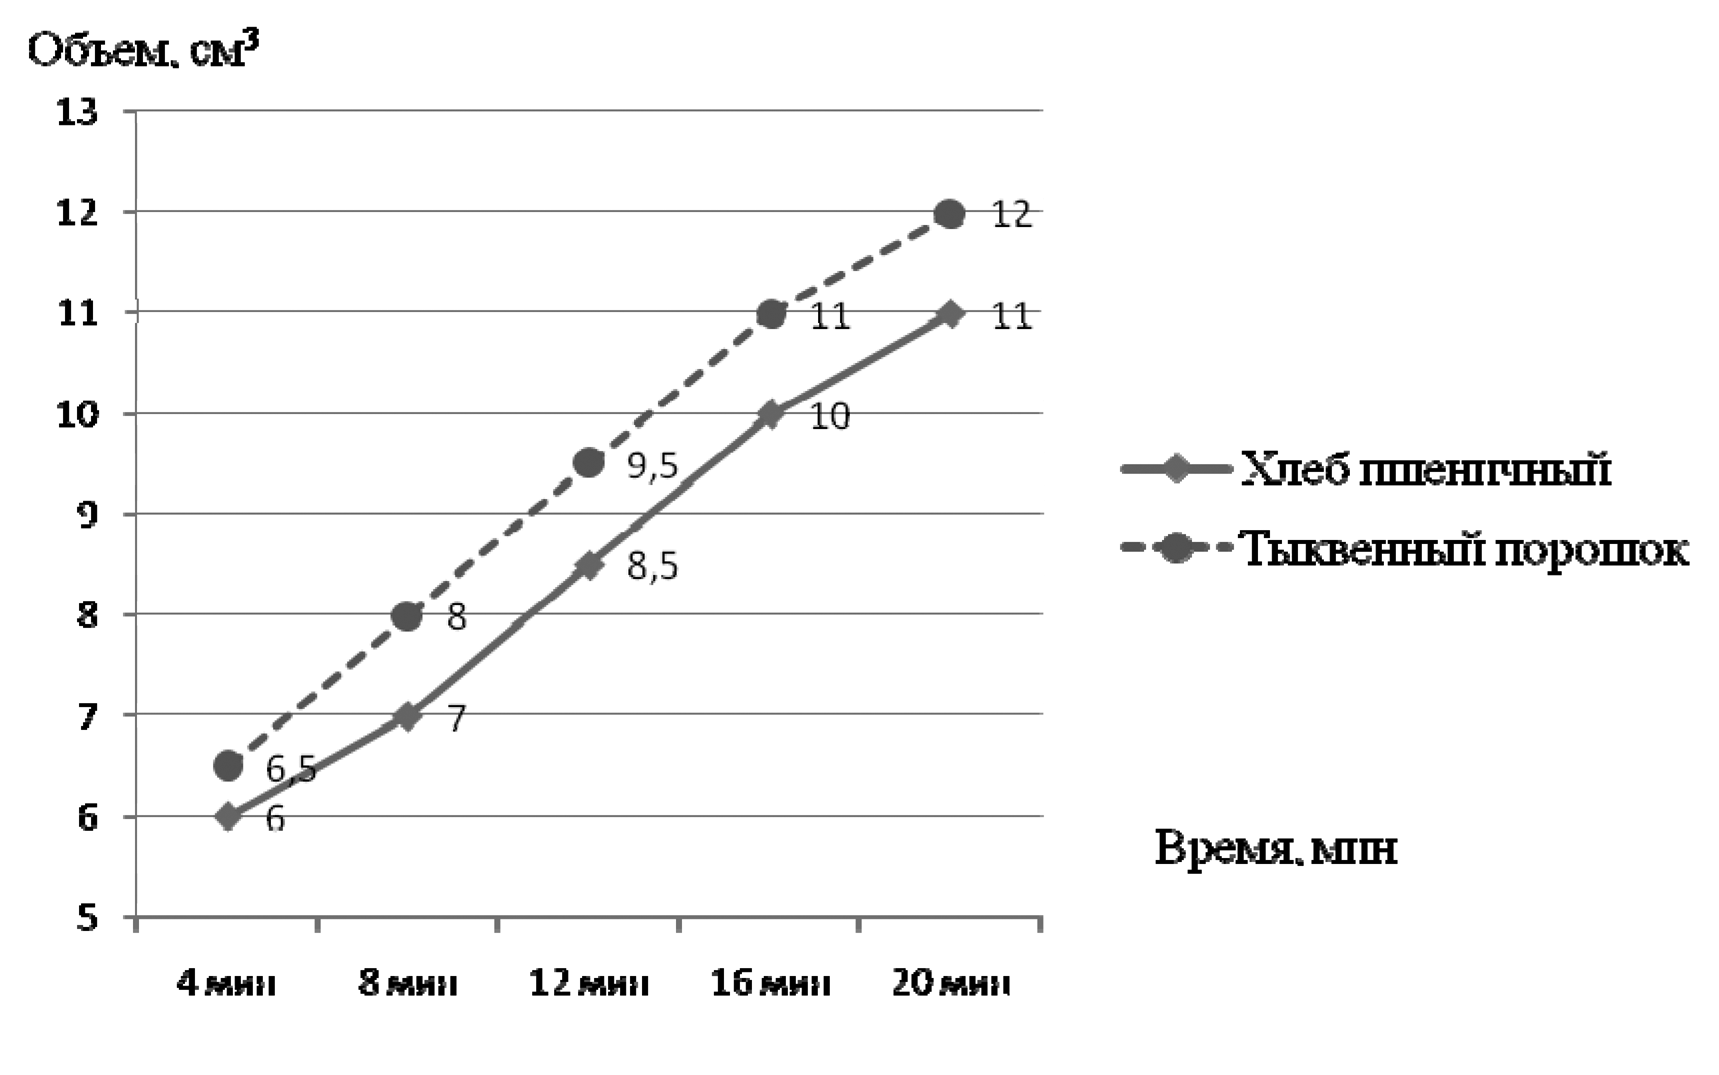 Объем, см³
13
12
12
11
11
11
10
10
9,5
9
8,5
8
8
7
7
6,5
6
6
5
4 мин
8 мин
12 мин
16 мин
20 мин
Хлеб пшеничный
Тыквенный порошок
Время, мин